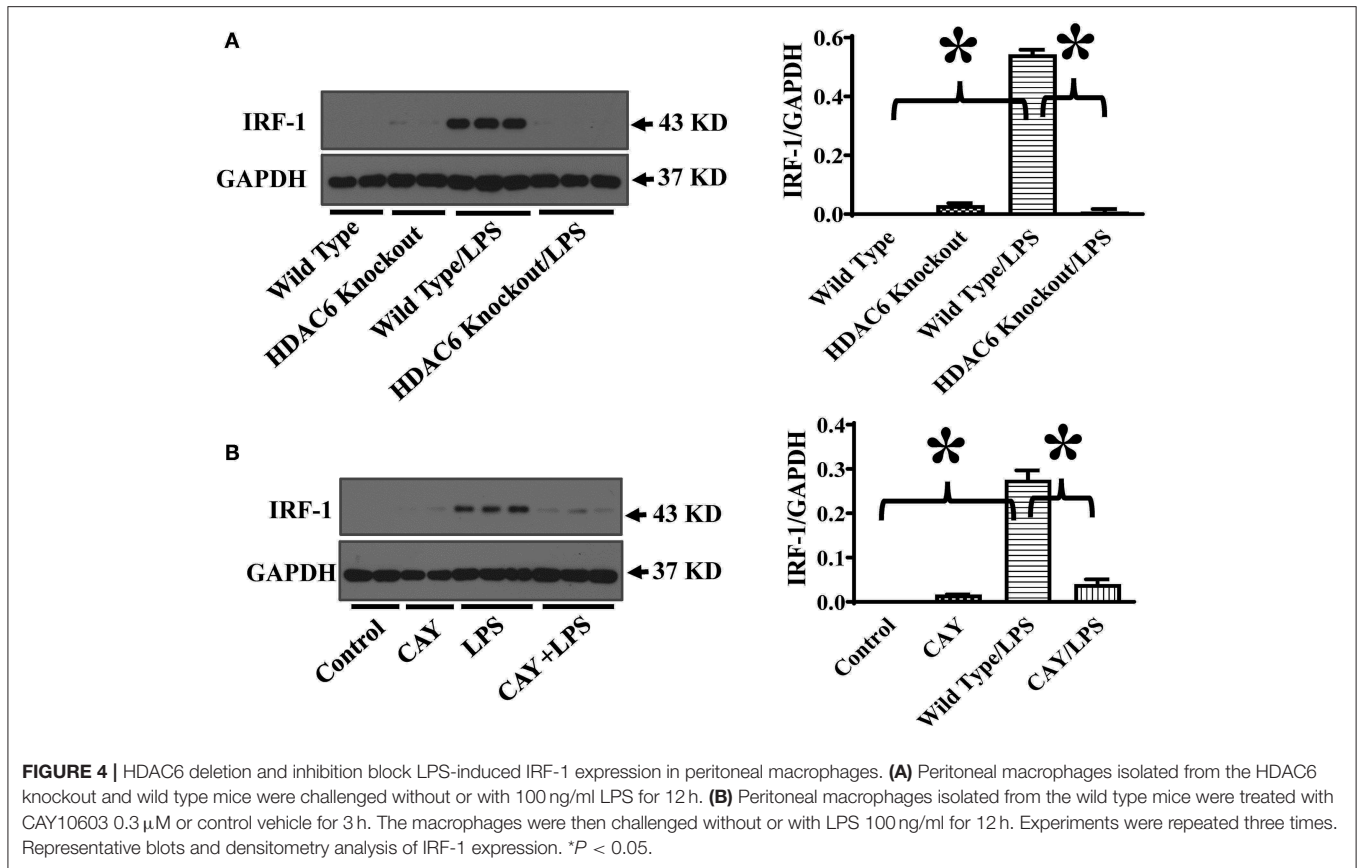 A
IRF-1
43 KD
GAPDH
37 KD
Wild Type
HDAC6 Knockout
Wild Type/LPS
HDAC6 Knockout/LPS
IRF-1/GAPDH
0.6
0.4
0.2
0.0
*
*
Wild Type
HDAC6 Knockout
Wild Type/LPS
HDAC6 Knockout/LPS
B
IRF-1
43 KD
GAPDH
37 KD
Control
CAY
LPS
CAY+LPS
IRF-1/GAPDH
0.4
0.3
0.2
0.1
0.0
*
*
Control
CAY
Wild Type/LPS
CAY/LPS
FIGURE 4 | HDAC6 deletion and inhibition block LPS-induced IRF-1 expression in peritoneal macrophages. (A) Peritoneal macrophages isolated from the HDAC6
knockout and wild type mice were challenged without or with 100 ng/ml LPS for 12 h. (B) Peritoneal macrophages isolated from the wild type mice were treated with
CAY10603 0.3 μM or control vehicle for 3 h. The macrophages were then challenged without or with LPS 100 ng/ml for 12 h. Experiments were repeated three times.
Representative blots and densitometry analysis of IRF-1 expression. *P < 0.05.